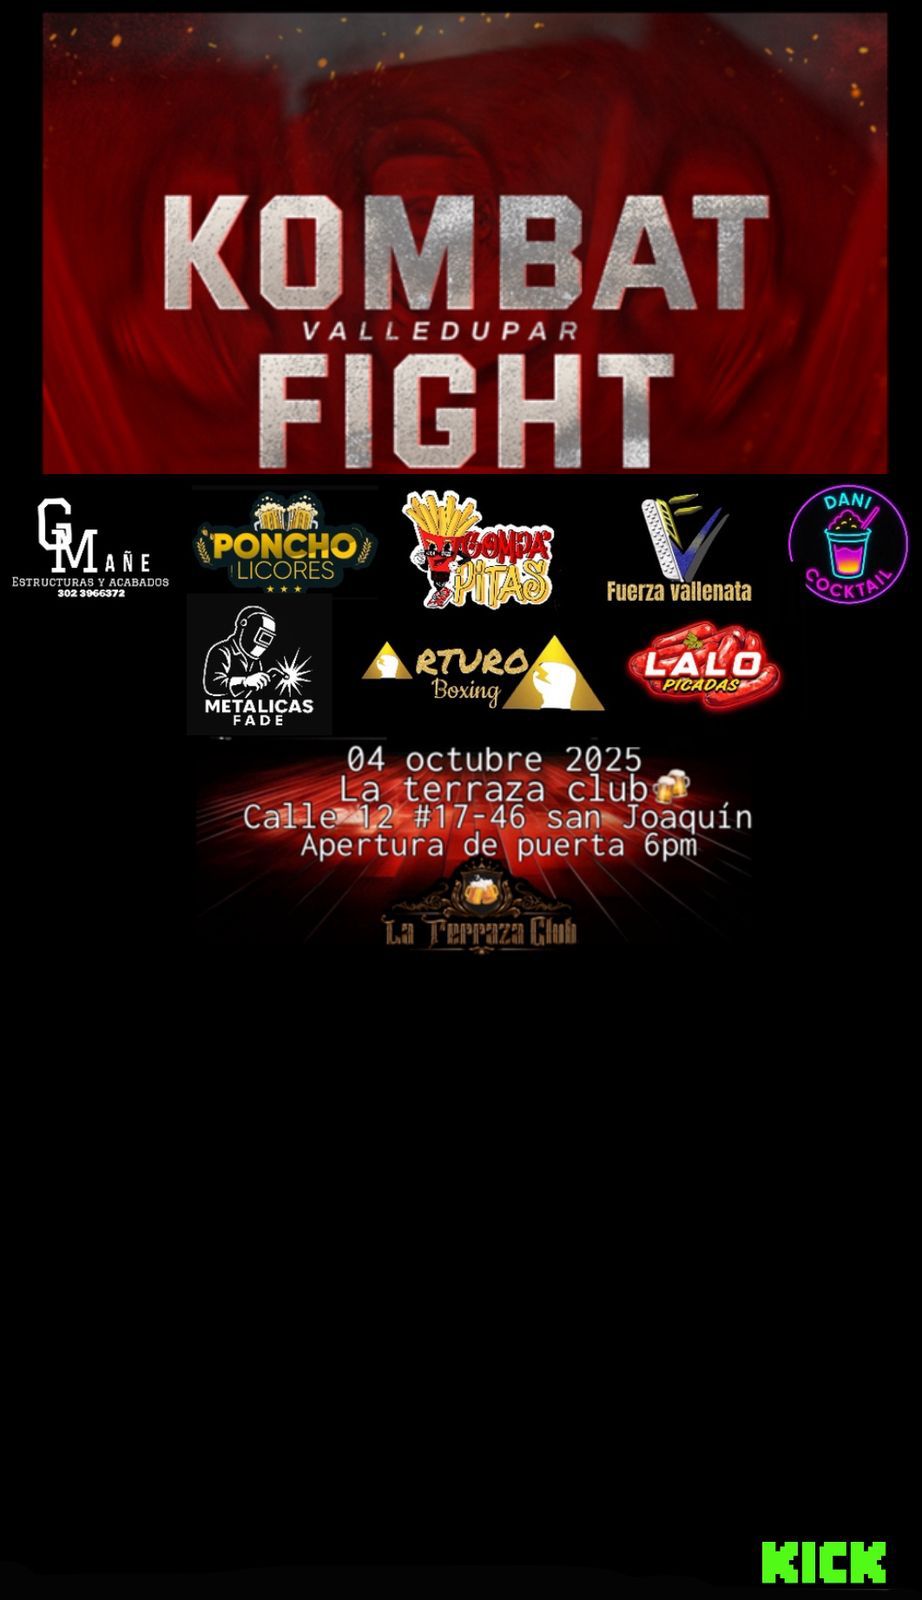 KOMBAT
VALLEDUPAR
FIGHT
GM AÑE
ESTRUCTURAS Y ACABADOS
302 3966372
PONCHO
LICORES
COMPA
PITAS
Fuerza vallenata
DANI
COCKTAIL
METALICAS
FADE
ARTURO
Boxing
LALO
PICADAS
04 octubre 2025
La terraza club🍻
Calle 12 #17-46 san Joaquín
Apertura de puerta 6pm
La Terraza Club
KICK